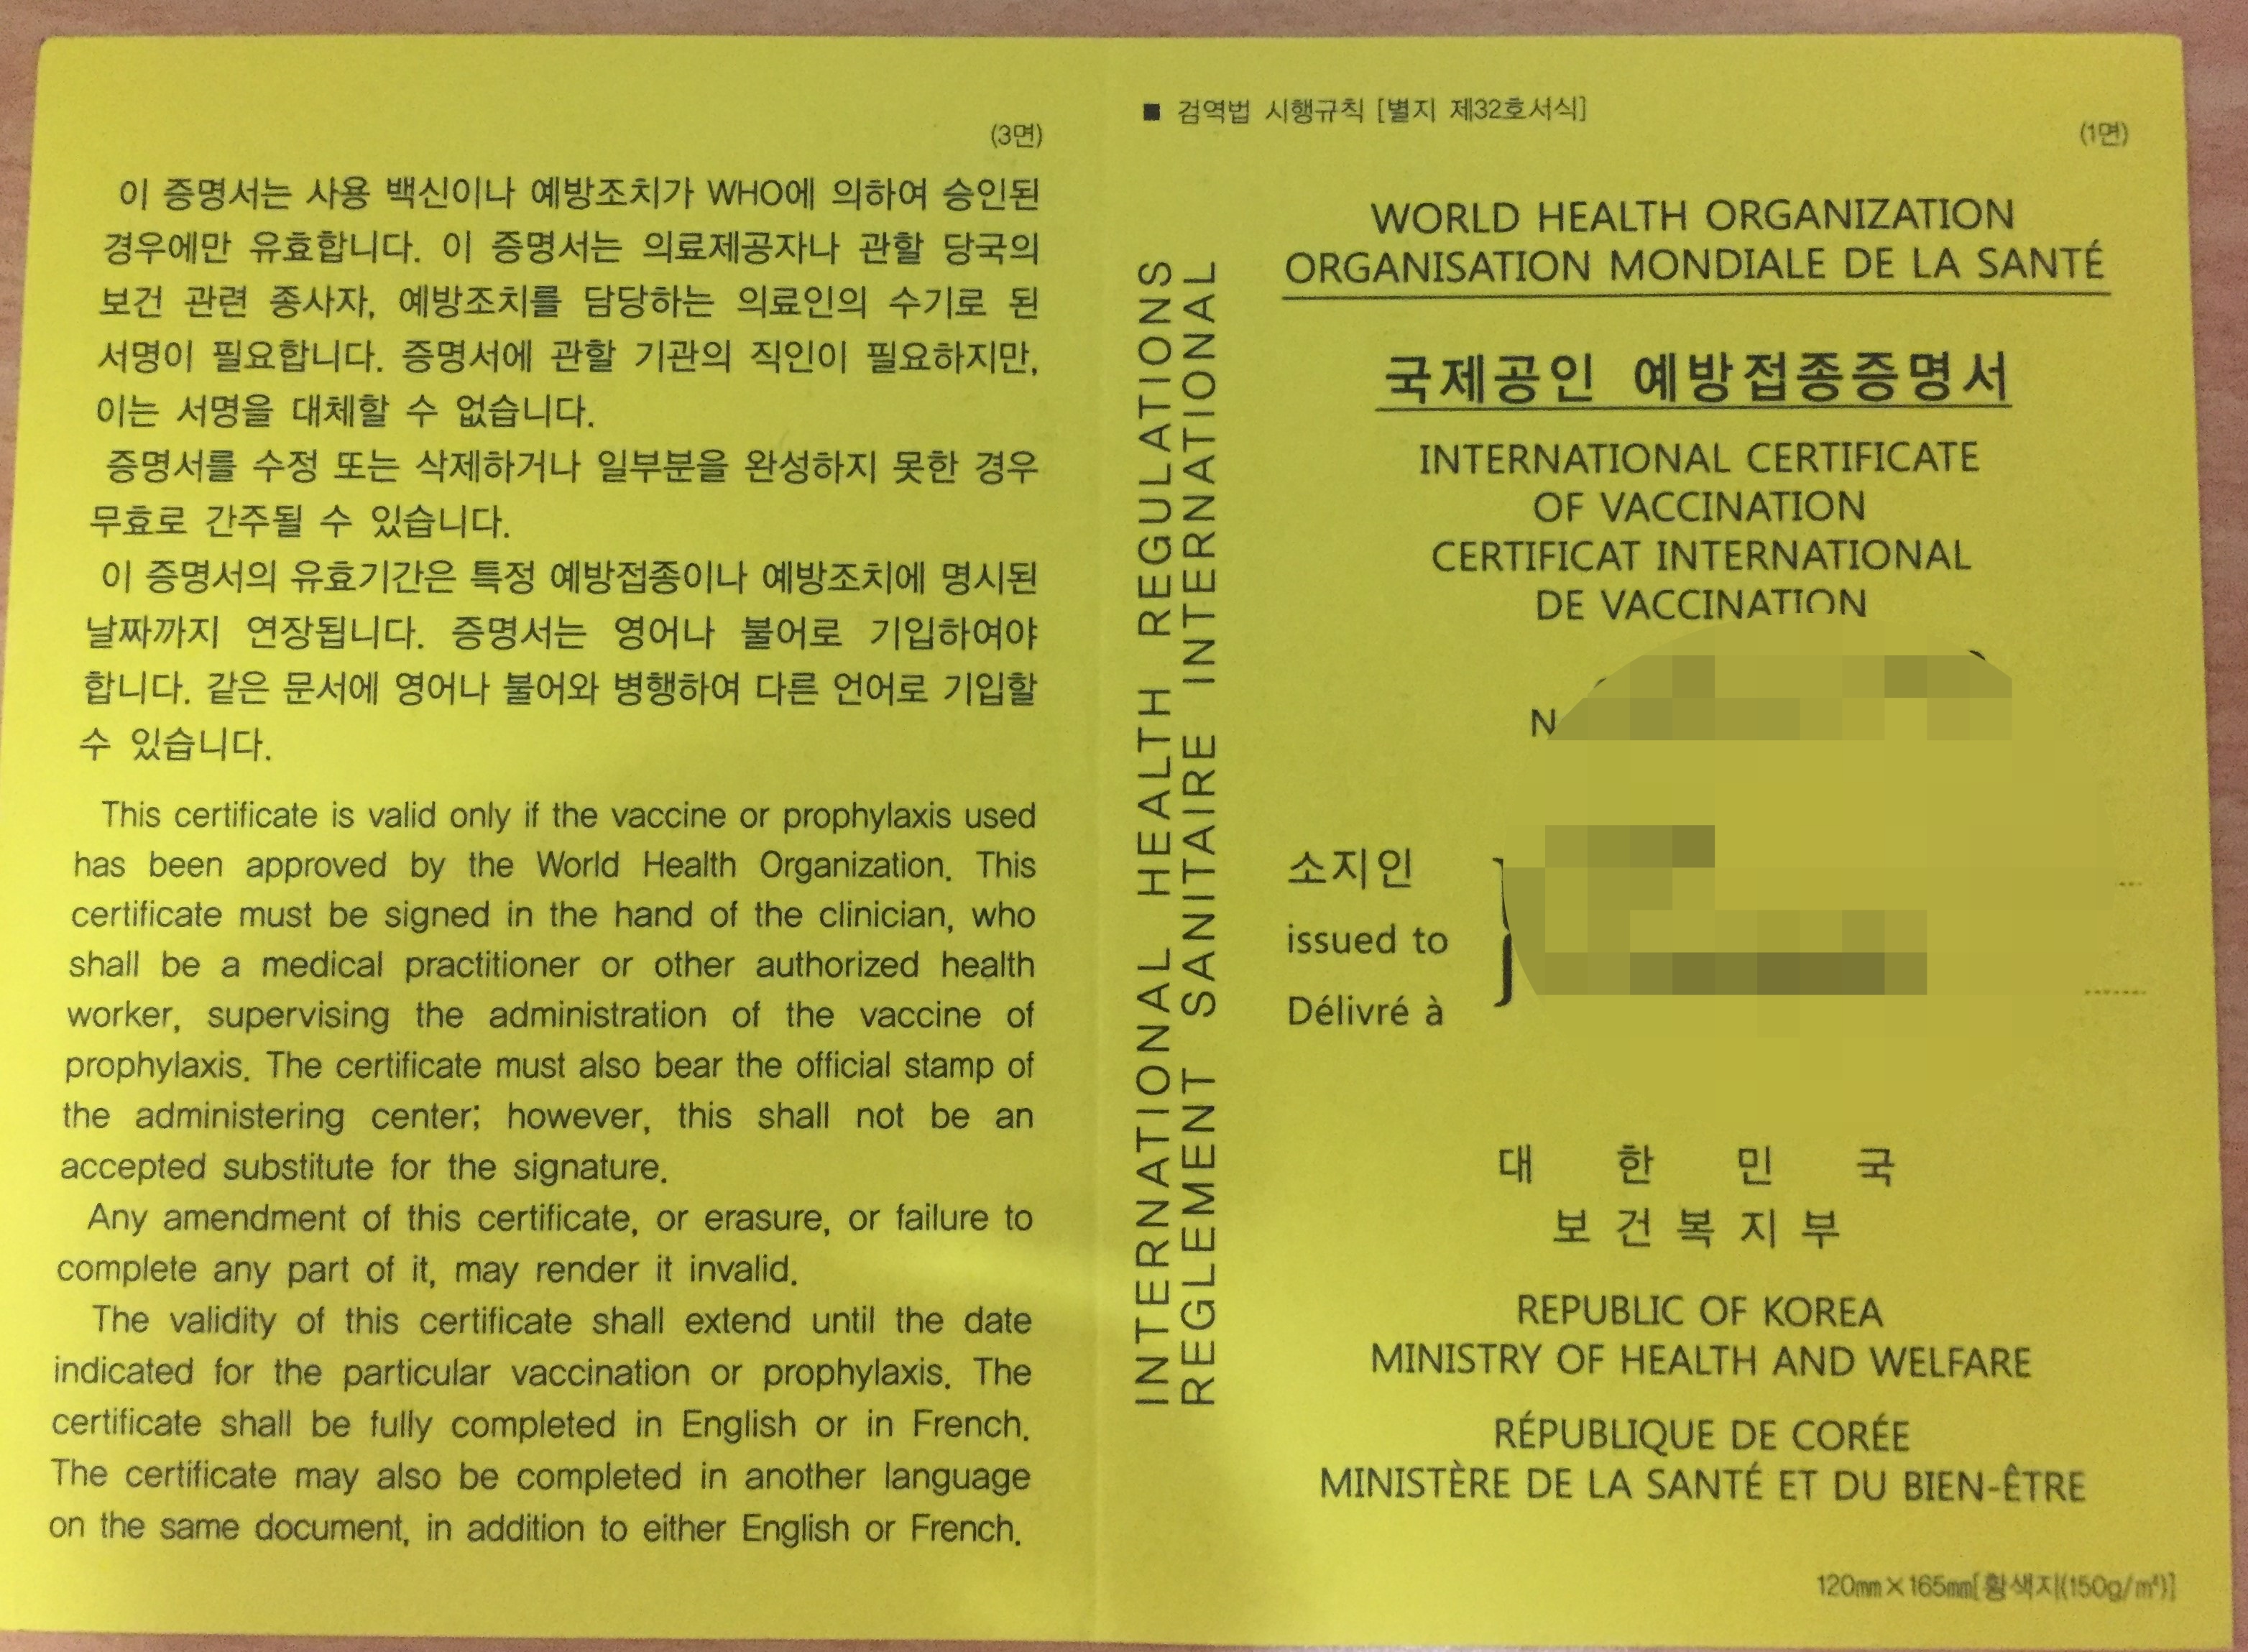 (3면)
이 증명서는 사용 백신이나 예방조치가 WHO에 의하여 승인된
경우에만 유효합니다. 이 증명서는 의료제공자나 관할 당국의
보건 관련 종사자, 예방조치를 담당하는 의료인의 수기로 된
서명이 필요합니다. 증명서에 관할 기관의 직인이 필요하지만,
이는 서명을 대체할 수 없습니다.
증명서를 수정 또는 삭제하거나 일부분을 완성하지 못한 경우
무효로 간주될 수 있습니다.
이 증명서의 유효기간은 특정 예방접종이나 예방조치에 명시된
날짜까지 연장됩니다. 증명서는 영어나 불어로 기입하여야
합니다. 같은 문서에 영어나 불어와 병행하여 다른 언어로 기입할
수 있습니다.
This certificate is valid only if the vaccine or prophylaxis used
has been approved by the World Health Organization. This
certificate must be signed in the hand of the clinician, who
shall be a medical practitioner or other authorized health
worker, supervising the administration of the vaccine of
prophylaxis. The certificate must also bear the official stamp of
the administering center; however, this shall not be an
accepted substitute for the signature.
Any amendment of this certificate, or erasure, or failure to
complete any part of it, may render it invalid.
The validity of this certificate shall extend until the date
indicated for the particular vaccination or prophylaxis. The
certificate shall be fully completed in English or in French.
The certificate may also be completed in another language
on the same document, in addition to either English or French.
INTERNATIONAL HEALTH REGULATIONS
REGLEMENT SANITAIRE INTERNATIONAL
■ 검역법 시행규칙 [별지 제32호서식]
(1면)
WORLD HEALTH ORGANIZATION
ORGANISATION MONDIALE DE LA SANTÉ
국제공인 예방접종증명서
INTERNATIONAL CERTIFICATE
OF VACCINATION
CERTIFICAT INTERNATIONAL
DE VACCINATION
소지인
issued to
Délivré à
대 한 민 국
보건복지부
REPUBLIC OF KOREA
MINISTRY OF HEALTH AND WELFARE
RÉPUBLIQUE DE CORÉE
MINISTÈRE DE LA SANTÉ ET DU BIEN-ÊTRE
120㎜×165㎜[황색지(150g/㎡)]